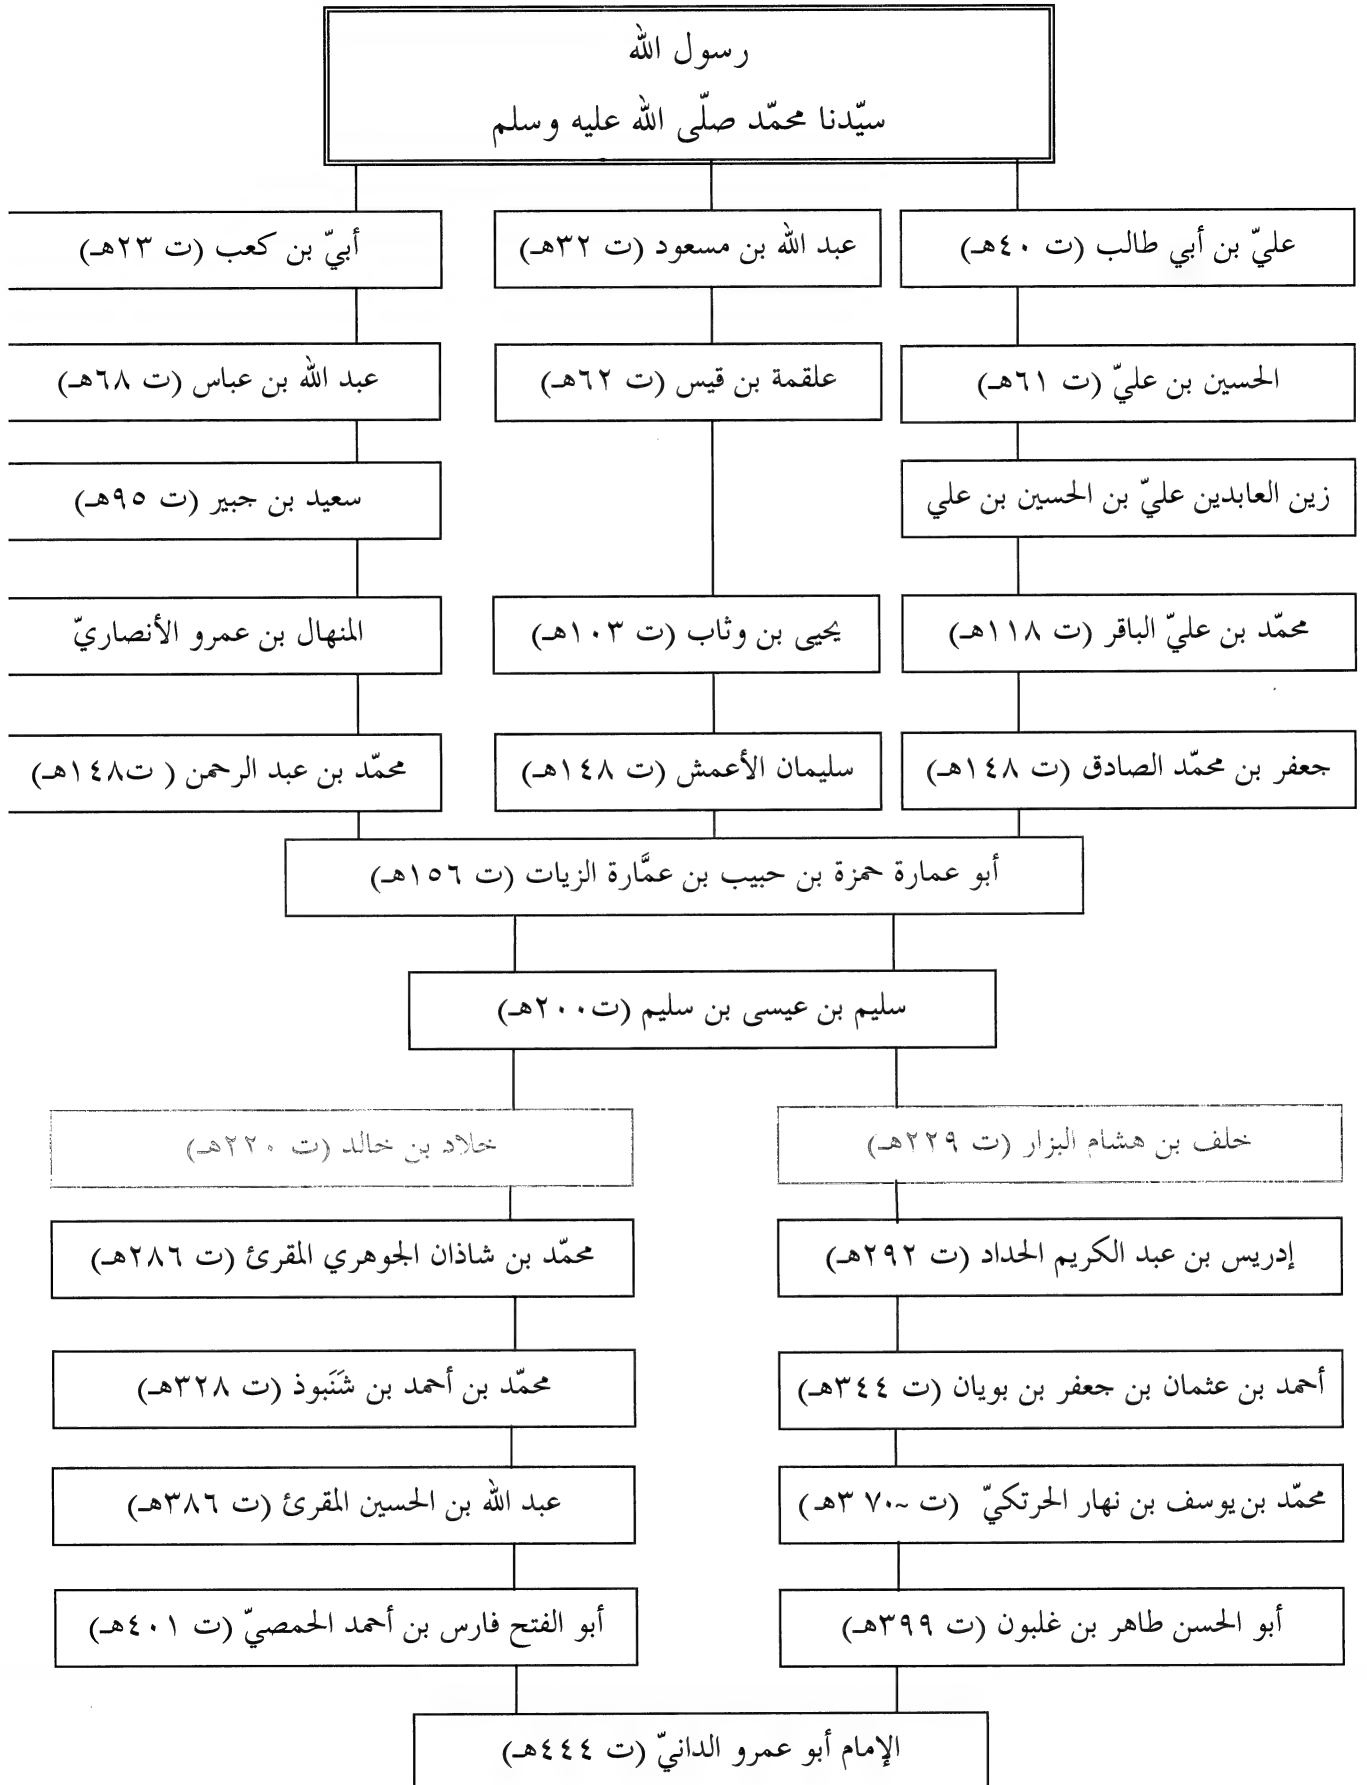 رسول الله
سيّدنا محمّد صلّى الله عليه وسلم
عليّ بن أبي طالب (ت ٤٠هـ)
عبد الله بن مسعود (ت ٣٢هـ)
أبيّ بن كعب (ت ٢٣هـ)
الحسين بن عليّ (ت ٦١هـ)
علقمة بن قيس (ت ٦٢هـ)
عبد الله بن عباس (ت ٦٨هـ)
زين العابدين عليّ بن الحسين بن علي
سعيد بن جبير (ت ٩٥هـ)
محمّد بن عليّ الباقر (ت ١١٨هـ)
يحيى بن وثاب (ت ١٠٣هـ)
المنهال بن عمرو الأنصاريّ
جعفر بن محمّد الصادق (ت ١٤٨هـ)
سليمان الأعمش (ت ١٤٨هـ)
محمّد بن عبد الرحمن ( ت١٤٨هـ)
أبو عمارة حمزة بن حبيب بن عمَّارة الزيات (ت ١٥٦هـ)
سليم بن عيسى بن سليم (ت٢٠٠هـ)
خلف بن هشام البزار (ت ٢٢٩هـ)
خلاد بن خالد (ت ٢٢٠هـ)
إدريس بن عبد الكريم الحداد (ت ٢٩٢هـ)
محمّد بن شاذان الجوهري المقرئ (ت ٢٨٦هـ)
أحمد بن عثمان بن جعفر بن بويان (ت ٣٤٤هـ)
محمّد بن أحمد بن شَنَبوذ (ت ٣٢٨هـ)
محمّد بن يوسف بن نهار الحرتكيّ (ت ~٣٧٠هـ)
عبد الله بن الحسين المقرئ (ت ٣٨٦هـ)
أبو الحسن طاهر بن غلبون (ت ٣٩٩هـ)
أبو الفتح فارس بن أحمد الحمصيّ (ت ٤٠١هـ)
الإمام أبو عمرو الدانيّ (ت ٤٤٤هـ)